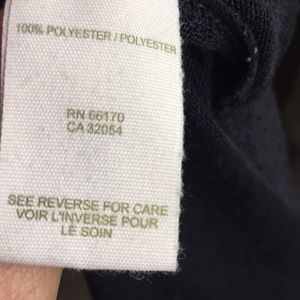 100% POLYESTER / POLYESTER
RN 66170
CA 32054
SEE REVERSE FOR CARE
VOIR L'INVERSE POUR
LE SOIN